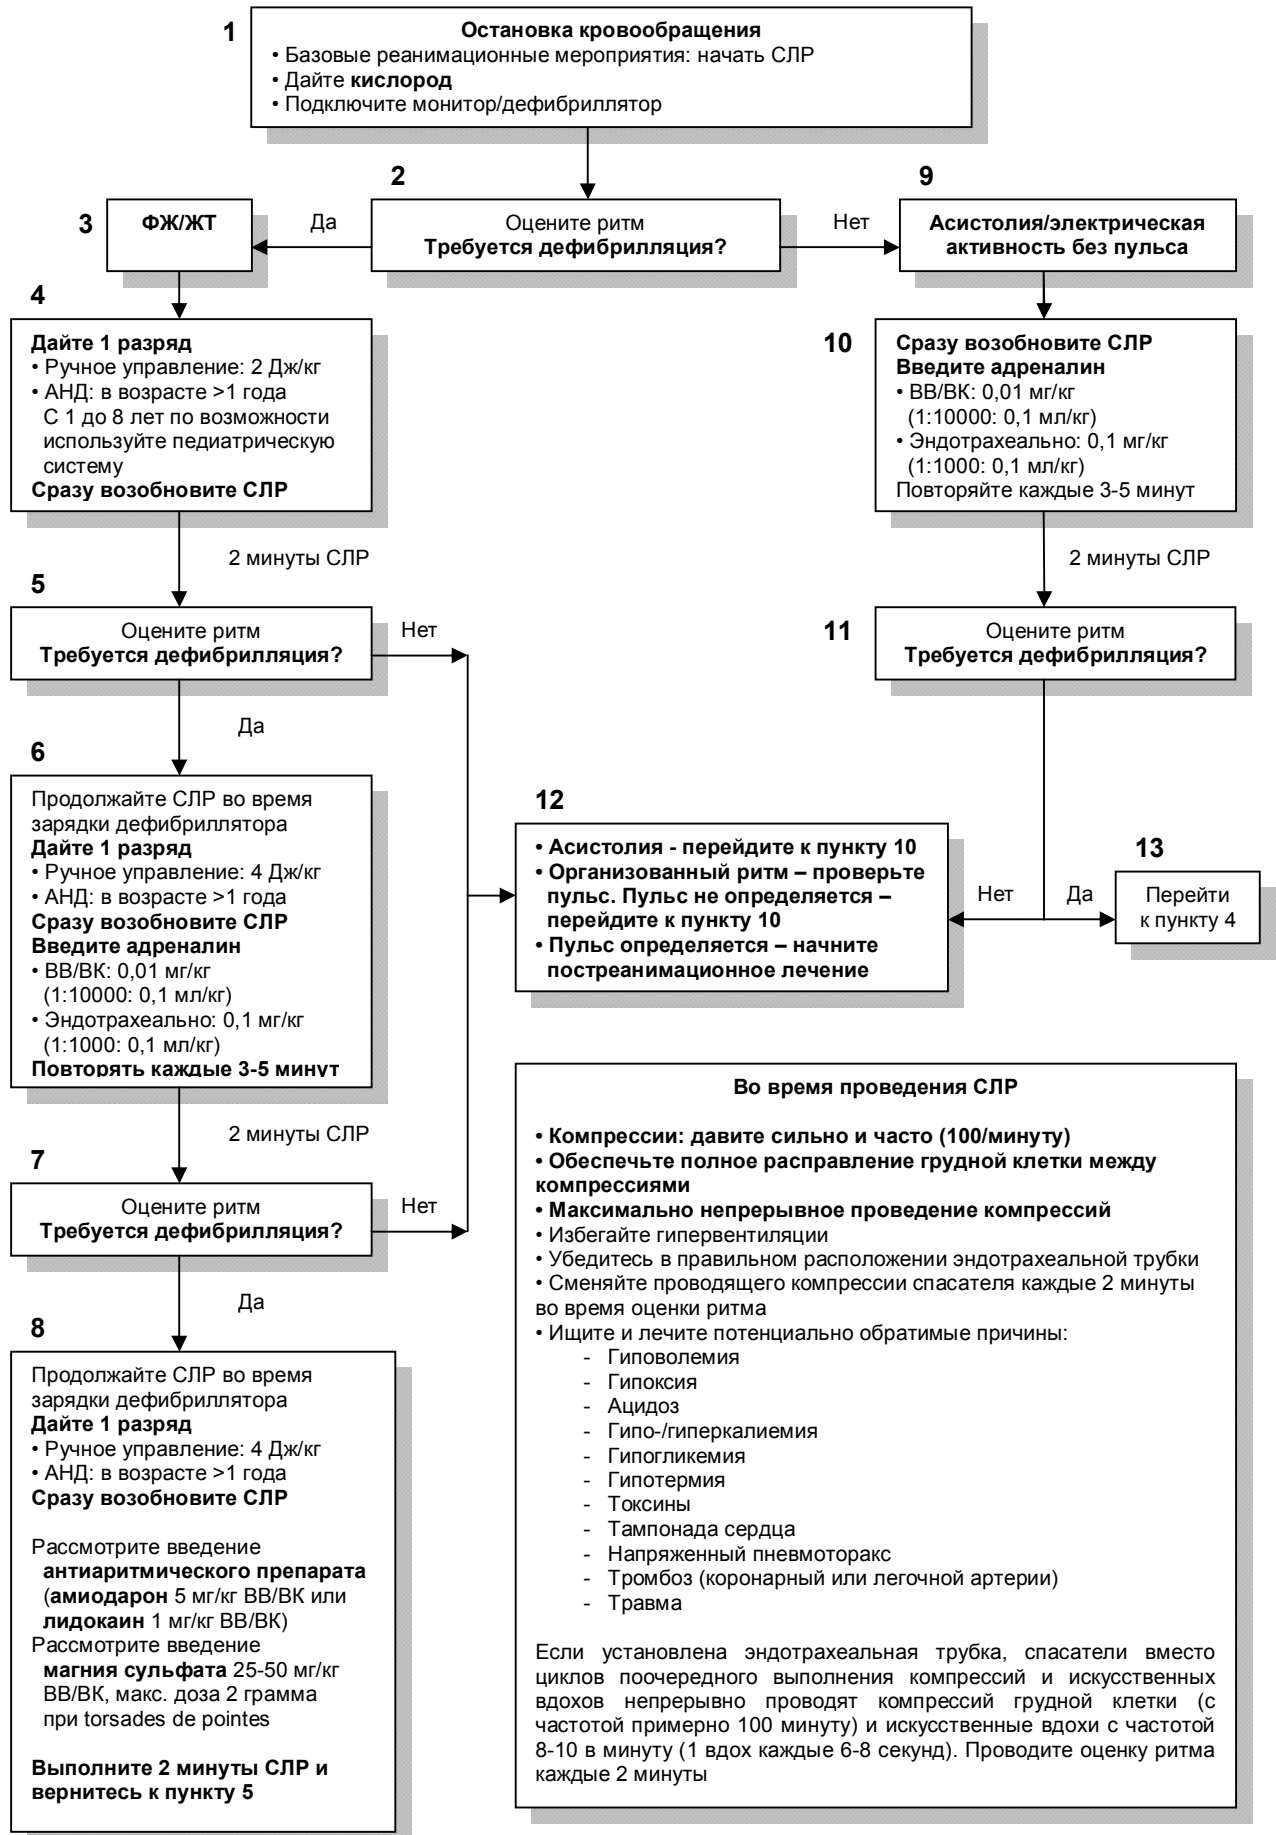 1
Остановка кровообращения
• Базовые реанимационные мероприятия: начать СЛР
• Дайте кислород
• Подключите монитор/дефибриллятор
2
Оцените ритм
Требуется дефибрилляция?
Да
Нет
3
ФЖ/ЖТ
9
Асистолия/электрическая
активность без пульса
4
Дайте 1 разряд
• Ручное управление: 2 Дж/кг
• АНД: в возрасте >1 года
С 1 до 8 лет по возможности
используйте педиатрическую
систему
Сразу возобновите СЛР
10
Сразу возобновите СЛР
Введите адреналин
• ВВ/ВК: 0,01 мг/кг
(1:10000: 0,1 мл/кг)
• Эндотрахеально: 0,1 мг/кг
(1:1000: 0,1 мл/кг)
Повторяйте каждые 3-5 минут
2 минуты СЛР
2 минуты СЛР
5
Оцените ритм
Требуется дефибрилляция?
Нет
Да
11
Оцените ритм
Требуется дефибрилляция?
6
Продолжайте СЛР во время
зарядки дефибриллятора
Дайте 1 разряд
• Ручное управление: 4 Дж/кг
• АНД: в возрасте >1 года
Сразу возобновите СЛР
Введите адреналин
• ВВ/ВК: 0,01 мг/кг
(1:10000: 0,1 мл/кг)
• Эндотрахеально: 0,1 мг/кг
(1:1000: 0,1 мл/кг)
Повторять каждые 3-5 минут
12
• Асистолия - перейдите к пункту 10
• Организованный ритм – проверьте
пульс. Пульс не определяется –
перейдите к пункту 10
• Пульс определяется – начните
постреанимационное лечение
Нет
Да
13
Перейти
к пункту 4
2 минуты СЛР
7
Оцените ритм
Требуется дефибрилляция?
Нет
Да
8
Продолжайте СЛР во время
зарядки дефибриллятора
Дайте 1 разряд
• Ручное управление: 4 Дж/кг
• АНД: в возрасте >1 года
Сразу возобновите СЛР
Рассмотрите введение
антиаритмического препарата
(амиодарон 5 мг/кг ВВ/ВК или
лидокаин 1 мг/кг ВВ/ВК)
Рассмотрите введение
магния сульфата 25-50 мг/кг
ВВ/ВК, макс. доза 2 грамма
при torsades de pointes
Выполните 2 минуты СЛР и
вернитесь к пункту 5
Во время проведения СЛР
• Компрессии: давите сильно и часто (100/минуту)
• Обеспечьте полное расправление грудной клетки между
компрессиями
• Максимально непрерывное проведение компрессий
• Избегайте гипервентиляции
• Убедитесь в правильном расположении эндотрахеальной трубки
• Сменяйте проводящего компрессии спасателя каждые 2 минуты
во время оценки ритма
• Ищите и лечите потенциально обратимые причины:
- Гиповолемия
- Гипоксия
- Ацидоз
- Гипо-/гиперкалиемия
- Гипогликемия
- Гипотермия
- Токсины
- Тампонада сердца
- Напряженный пневмоторакс
- Тромбоз (коронарный или легочной артерии)
- Травма
Если установлена эндотрахеальная трубка, спасатели вместо
циклов поочередного выполнения компрессий и искусственных
вдохов непрерывно проводят компрессий грудной клетки (с
частотой примерно 100 минуту) и искусственные вдохи с частотой
8-10 в минуту (1 вдох каждые 6-8 секунд). Проводите оценку ритма
каждые 2 минуты